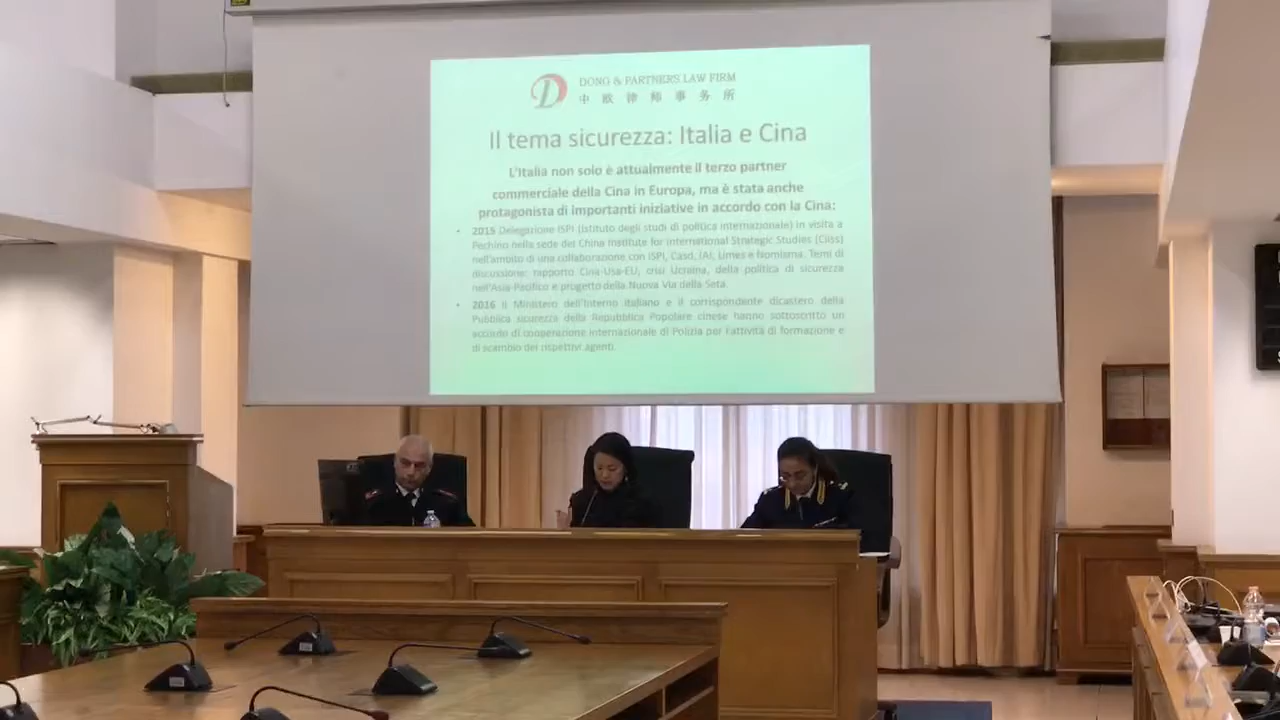 DONG & PARTNERS LAW FIRM
中欧律师事务所
Il tema sicurezza: Italia e Cina
L'Italia non solo è attualmente il terzo partner
commerciale della Cina in Europa, ma è stata anche
protagonista di importanti iniziative in accordo con la Cina:
• 2015 Delegazione ISPI (Istituto degli studi di politica internazionale) in visita a
Pechino nella sede del China Institute for International Strategic Studies (Ciiss)
nell'ambito di una collaborazione con ISPI, Casd, IAI, Limes e Nomisma. Temi di
discussione: rapporto Cina-Usa-EU, crisi Ucraina, della politica di sicurezza
nell'Asia-Pacifico e progetto della Nuova Via della Seta.
• 2016 Il Ministero dell'Interno italiano e il corrispondente dicastero della
Pubblica sicurezza della Repubblica Popolare cinese hanno sottoscritto un
accordo di cooperazione internazionale di Polizia per l'attività di formazione e
di scambio dei rispettivi agenti.